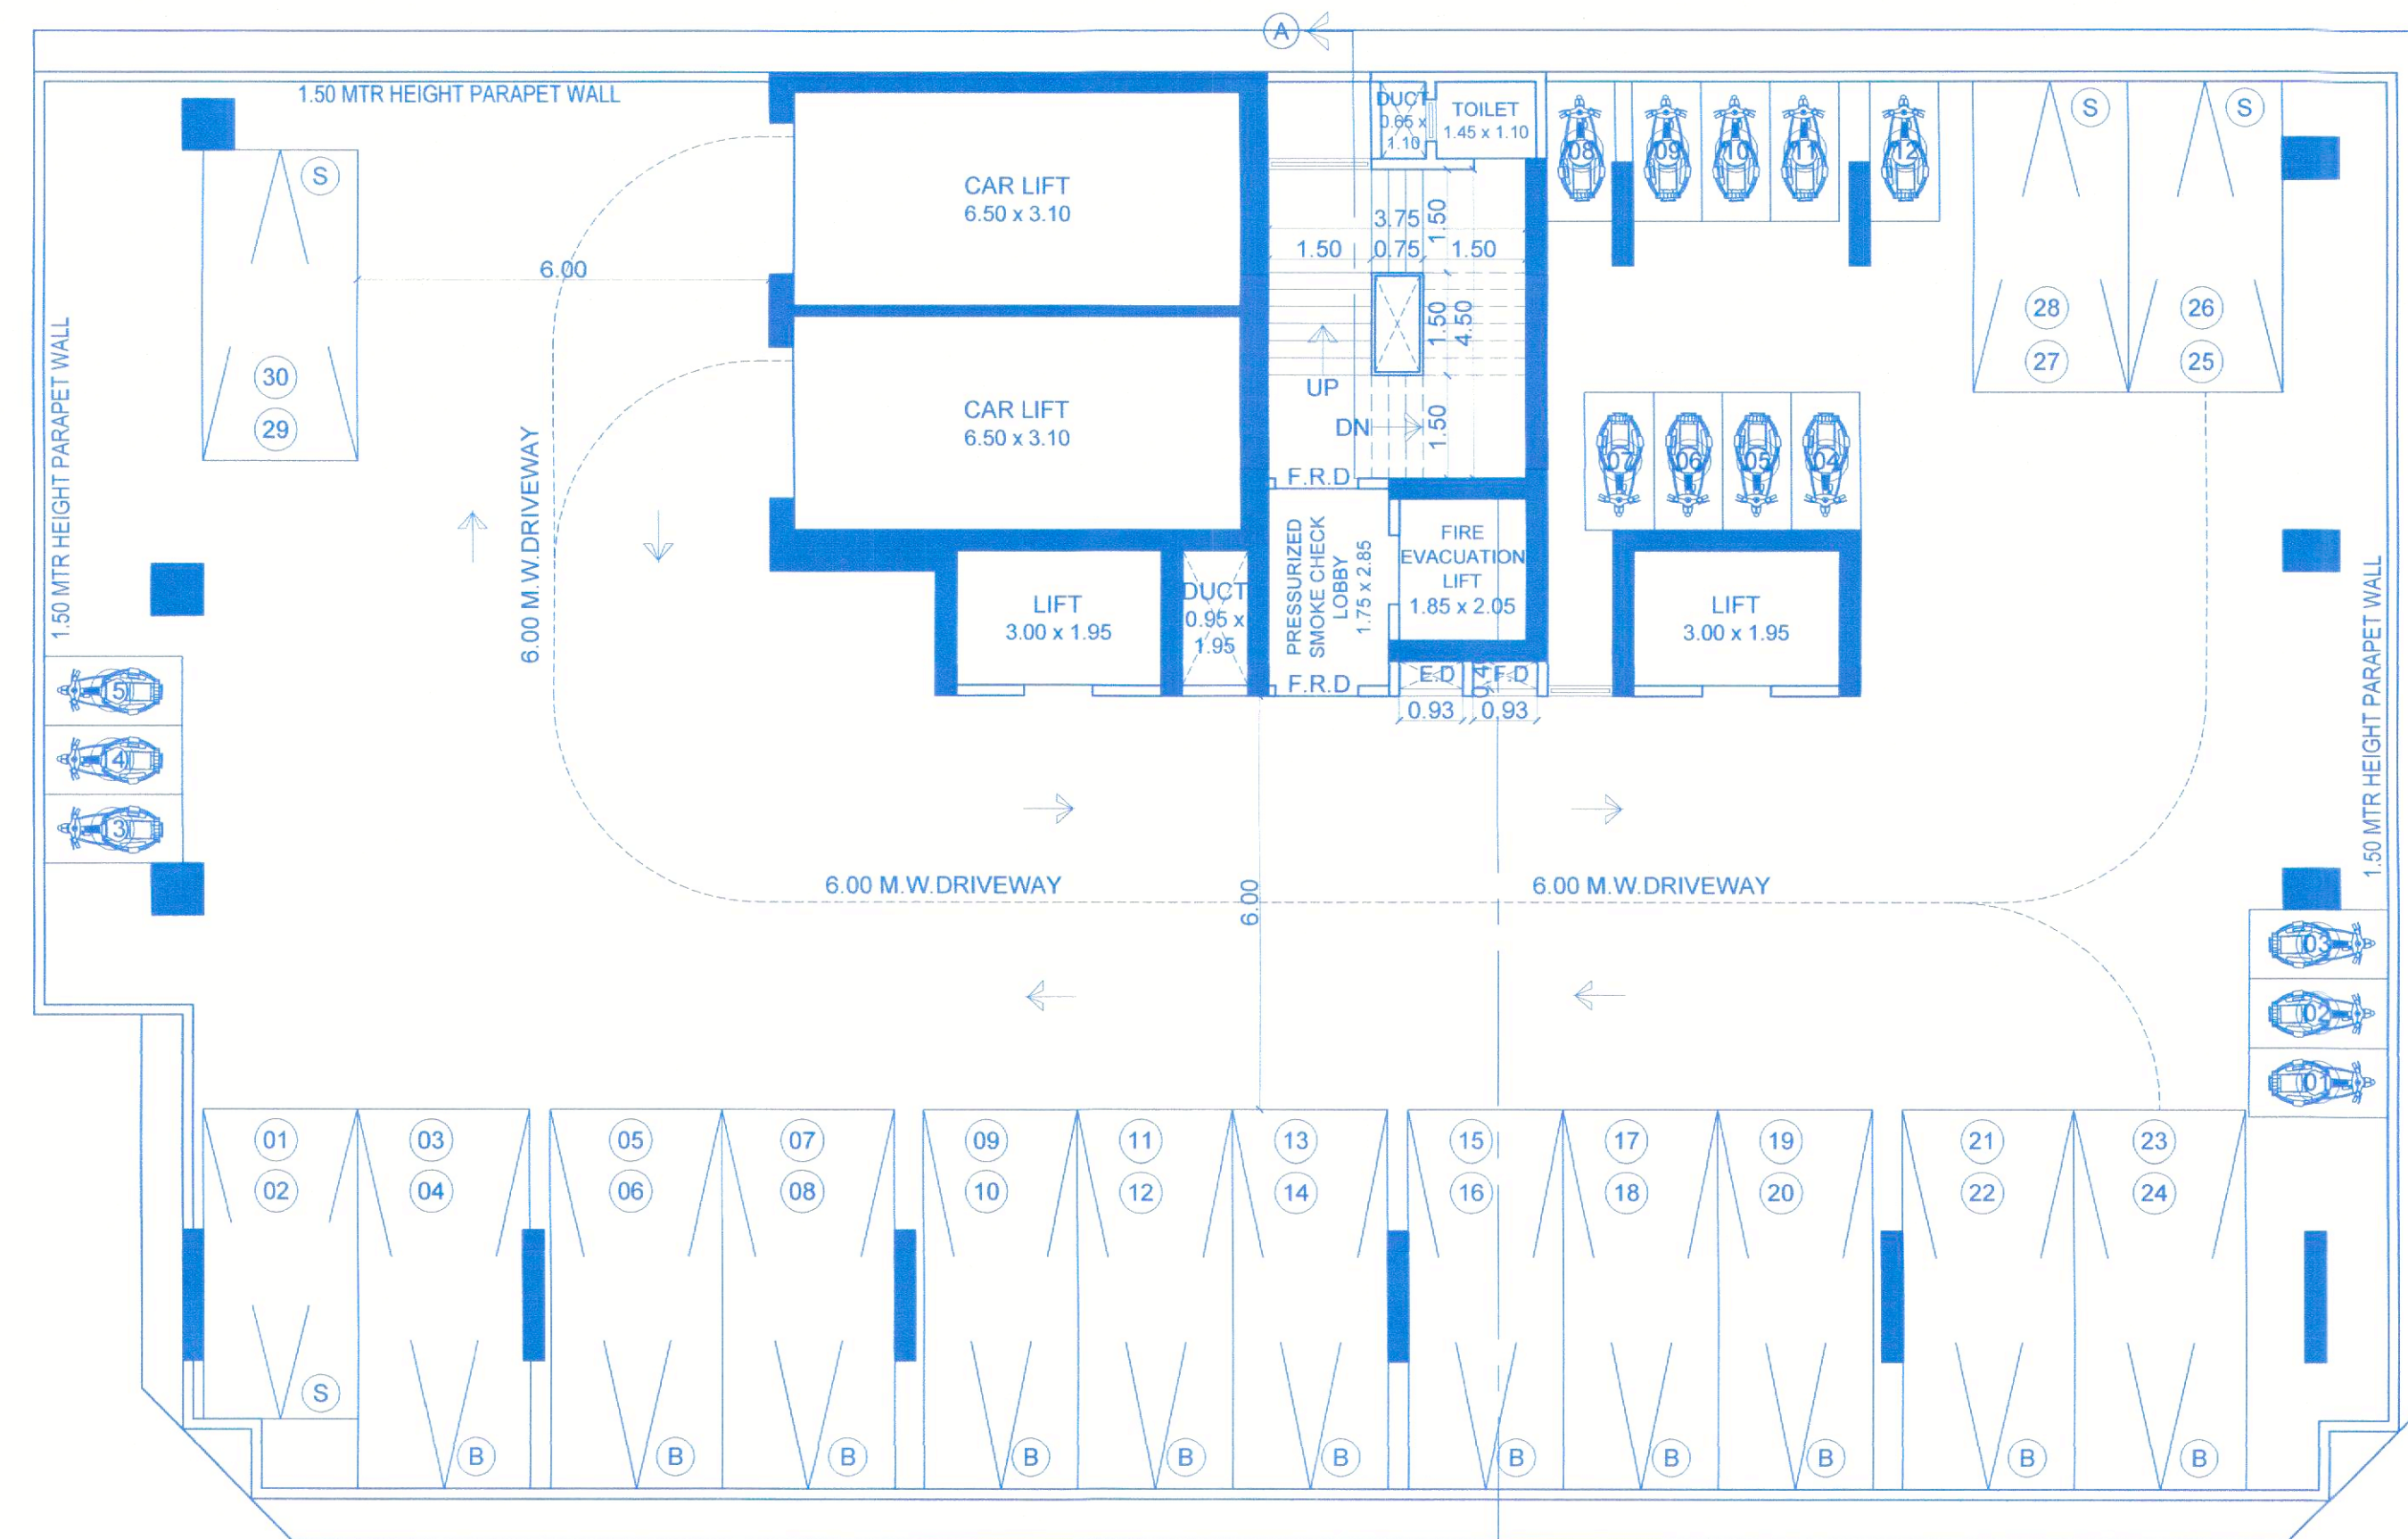 A
1.50 MTR HEIGHT PARAPET WALL
DUCT
0.65 x
1.10
TOILET
1.45 x 1.10
08
09
10
11
12
S
S
S
CAR LIFT
6.50 x 3.10
3.75
1.50
1.50
0.75
1.50
6.00
28
27
26
25
1.50
4.50
UP
DN
1.50
30
29
CAR LIFT
6.50 x 3.10
07
06
05
04
1.50 MTR HEIGHT PARAPET WALL
6.00 M.W.DRIVEWAY
F.R.D
PRESSURIZED
SMOKE CHECK
LOBBY
1.75 x 2.85
FIRE
EVACUATION
LIFT
1.85 x 2.05
LIFT
3.00 x 1.95
DUCT
0.95 x
1.95
LIFT
3.00 x 1.95
F.R.D
E.D
F.D
0.93
0.93
5
4
3
1.50 MTR HEIGHT PARAPET WALL
6.00 M.W.DRIVEWAY
6.00
6.00 M.W.DRIVEWAY
03
02
01
01
02
03
04
05
06
07
08
09
10
11
12
13
14
15
16
17
18
19
20
21
22
23
24
S
B
B
B
B
B
B
B
B
B
B
B